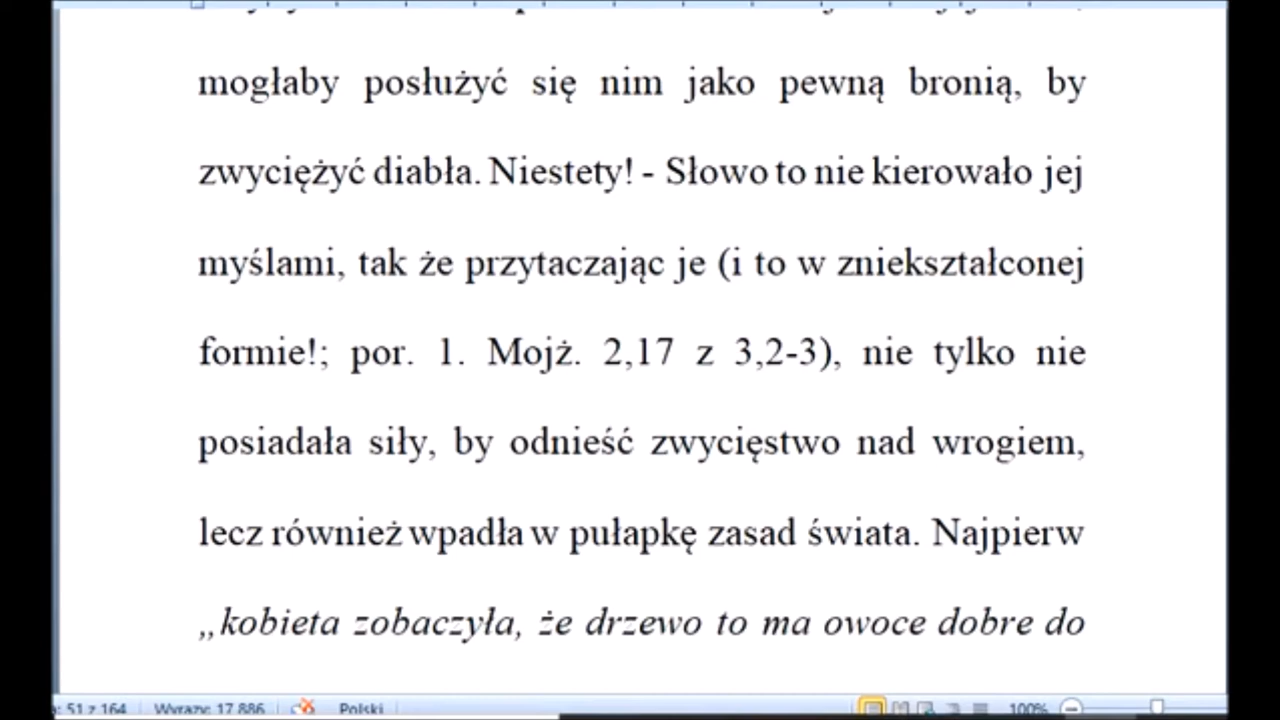 mogłaby posłużyć się nim jako pewną bronią, by
zwyciężyć diabła. Niestety! - Słowo to nie kierowało jej
myślami, tak że przytaczając je (i to w zniekształconej
formie!; por. 1. Mojż. 2,17 z 3,2-3), nie tylko nie
posiadała siły, by odnieść zwycięstwo nad wrogiem,
lecz również wpadła w pułapkę zasad świata. Najpierw
„kobieta zobaczyła, że drzewo to ma owoce dobre do
51 z 164 Wyrazy: 17 886 Polski 100%